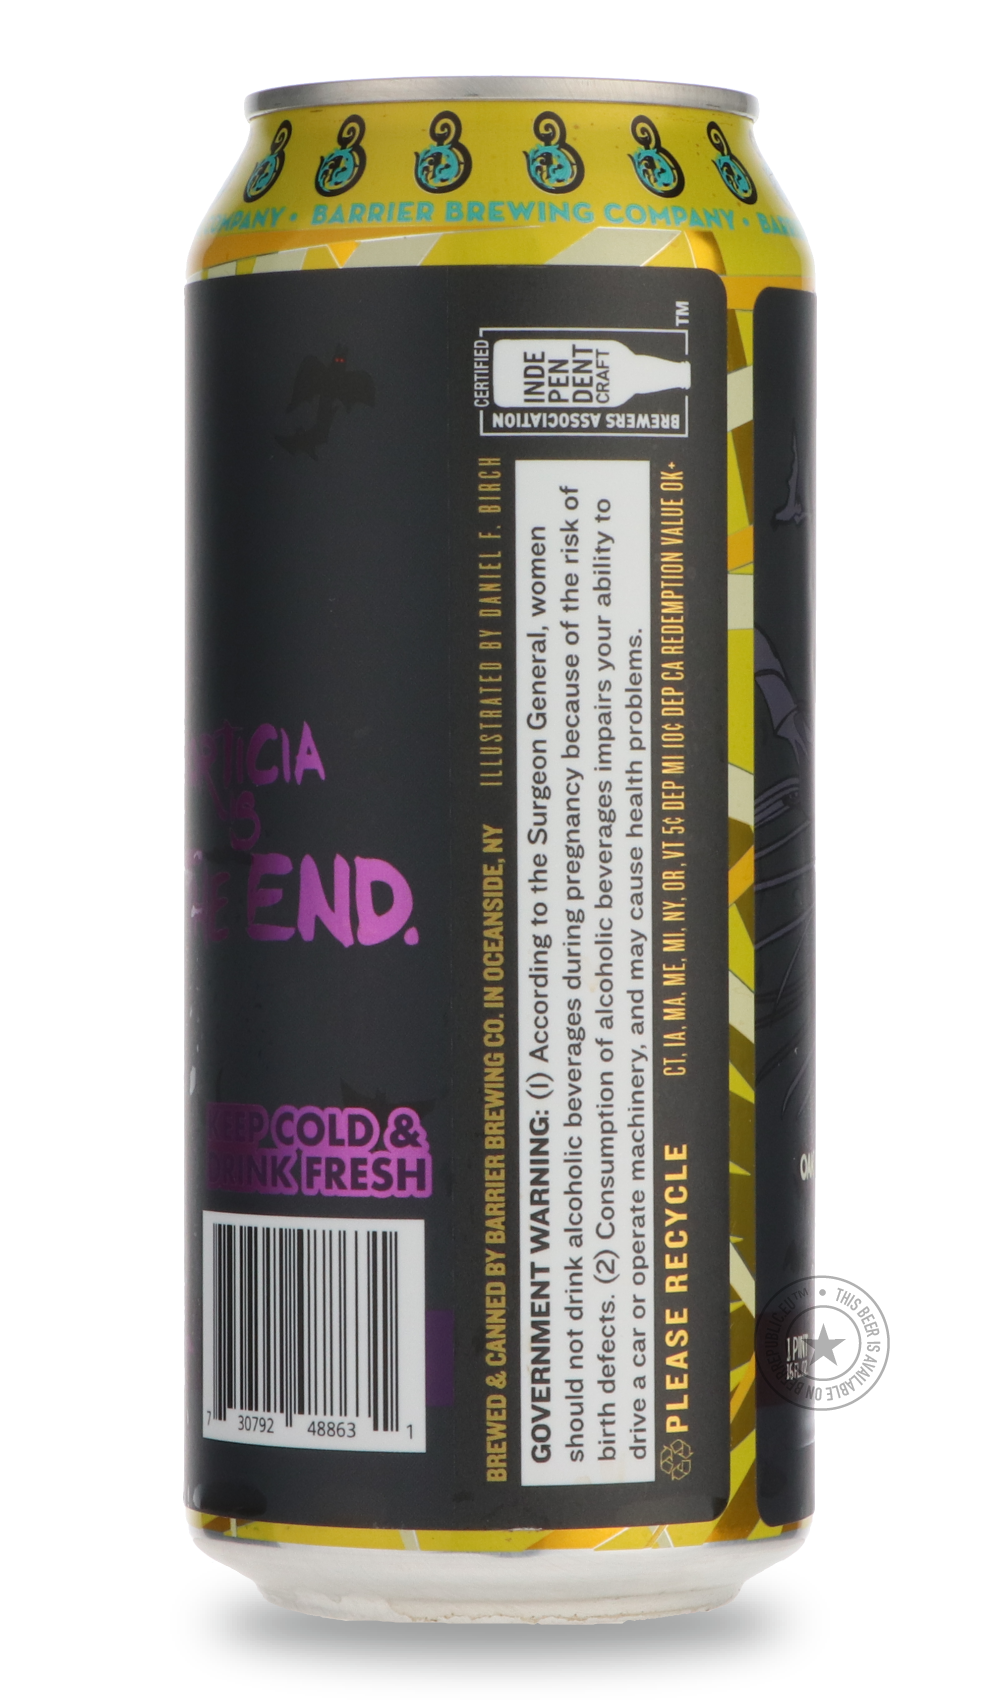 COMPANY • BARRIER BREWING COMPANY •
END.
COLD &
DRINK FRESH
7 30792 48863 1
BREWED & CANNED BY BARRIER BREWING CO. IN OCEANSIDE, NY
ILLUSTRATED BY DANIEL F. BIRCH
GOVERNMENT WARNING: (1) According to the Surgeon General, women
should not drink alcoholic beverages during pregnancy because of the risk of
birth defects. (2) Consumption of alcoholic beverages impairs your ability to
drive a car or operate machinery, and may cause health problems.
PLEASE RECYCLE
CT, IA, MA, ME, MI, NY, OR, VT 5¢ DEP MI 10¢ DEP CA REDEMPTION VALUE OK+
CERTIFIED
INDE
PEN
DENT
CRAFT
BREWERS ASSOCIATION
TM
1 PINT
THIS BEER IS AVAILABLE ON BEERREPUBLIC.EU™ •